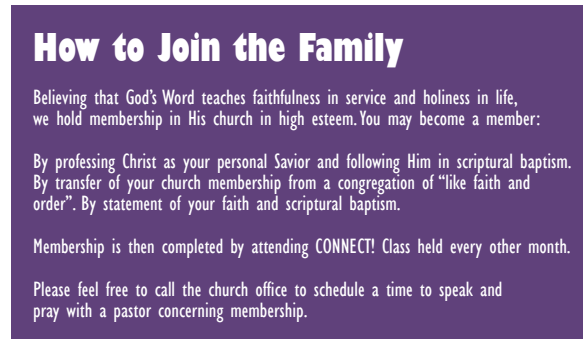 How to Join the Family
Believing that God's Word teaches faithfulness in service and holiness in life,
we hold membership in His church in high esteem. You may become a member:
By professing Christ as your personal Savior and following Him in scriptural baptism.
By transfer of your church membership from a congregation of “like faith and
order”. By statement of your faith and scriptural baptism.
Membership is then completed by attending CONNECT! Class held every other month.
Please feel free to call the church office to schedule a time to speak and
pray with a pastor concerning membership.